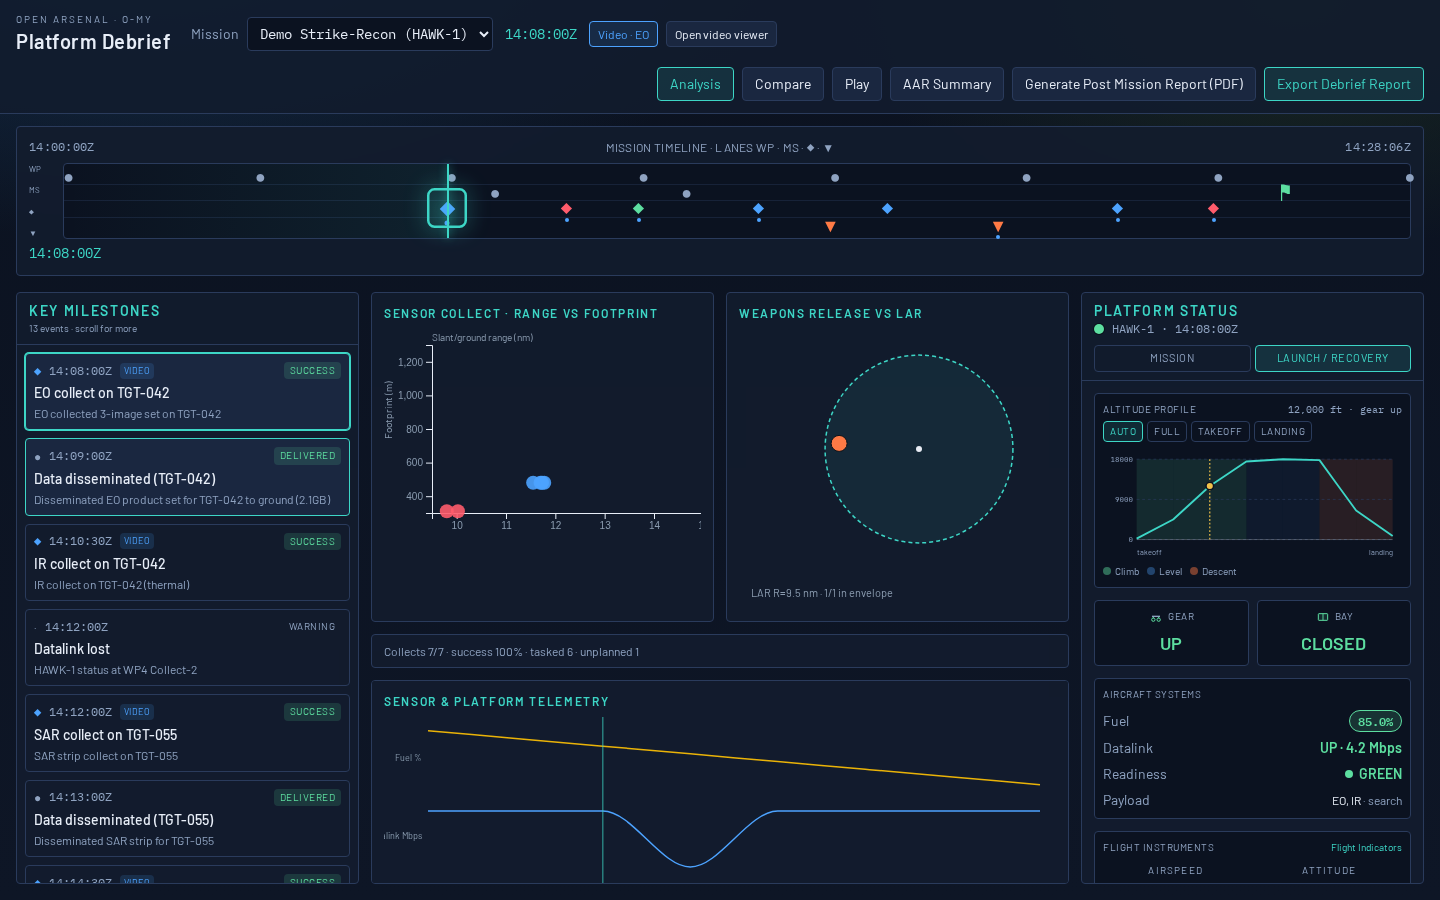 OPEN ARSENAL · O-MY
Platform Debrief
Mission
Demo Strike-Recon (HAWK-1)
14:08:00Z
Video · EO
Open video viewer
Analysis
Compare
Play
AAR Summary
Generate Post Mission Report (PDF)
Export Debrief Report
14:00:00Z
MISSION TIMELINE · LANES WP · MS · ◆ · ▼
14:28:06Z
WP
MS
◆
▼
14:08:00Z
KEY MILESTONES
13 events · scroll for more
◆ 14:08:00Z VIDEO SUCCESS
EO collect on TGT-042
EO collected 3-image set on TGT-042
● 14:09:00Z DELIVERED
Data disseminated (TGT-042)
Disseminated EO product set for TGT-042 to ground (2.1GB)
◆ 14:10:30Z VIDEO SUCCESS
IR collect on TGT-042
IR collect on TGT-042 (thermal)
· 14:12:00Z WARNING
Datalink lost
HAWK-1 status at WP4 Collect-2
◆ 14:12:00Z VIDEO SUCCESS
SAR collect on TGT-055
SAR strip collect on TGT-055
● 14:13:00Z DELIVERED
Data disseminated (TGT-055)
Disseminated SAR strip for TGT-055
◆ 14:14:30Z VIDEO SUCCESS
SENSOR COLLECT · RANGE VS FOOTPRINT
Slant/ground range (nm)
Footprint (m)
1,200
1,000
800
600
400
10 11 12 13 14
WEAPONS RELEASE VS LAR
LAR R=9.5 nm · 1/1 in envelope
Collects 7/7 · success 100% · tasked 6 · unplanned 1
SENSOR & PLATFORM TELEMETRY
Fuel %
link Mbps
PLATFORM STATUS
HAWK-1 · 14:08:00Z
MISSION
LAUNCH / RECOVERY
ALTITUDE PROFILE
12,000 ft · gear up
AUTO
FULL
TAKEOFF
LANDING
18000
9000
0
takeoff
landing
Climb
Level
Descent
GEAR
UP
BAY
CLOSED
AIRCRAFT SYSTEMS
Fuel 85.0%
Datalink UP · 4.2 Mbps
Readiness GREEN
Payload EO, IR · search
FLIGHT INSTRUMENTS
Flight Indicators
AIRSPEED
ATTITUDE